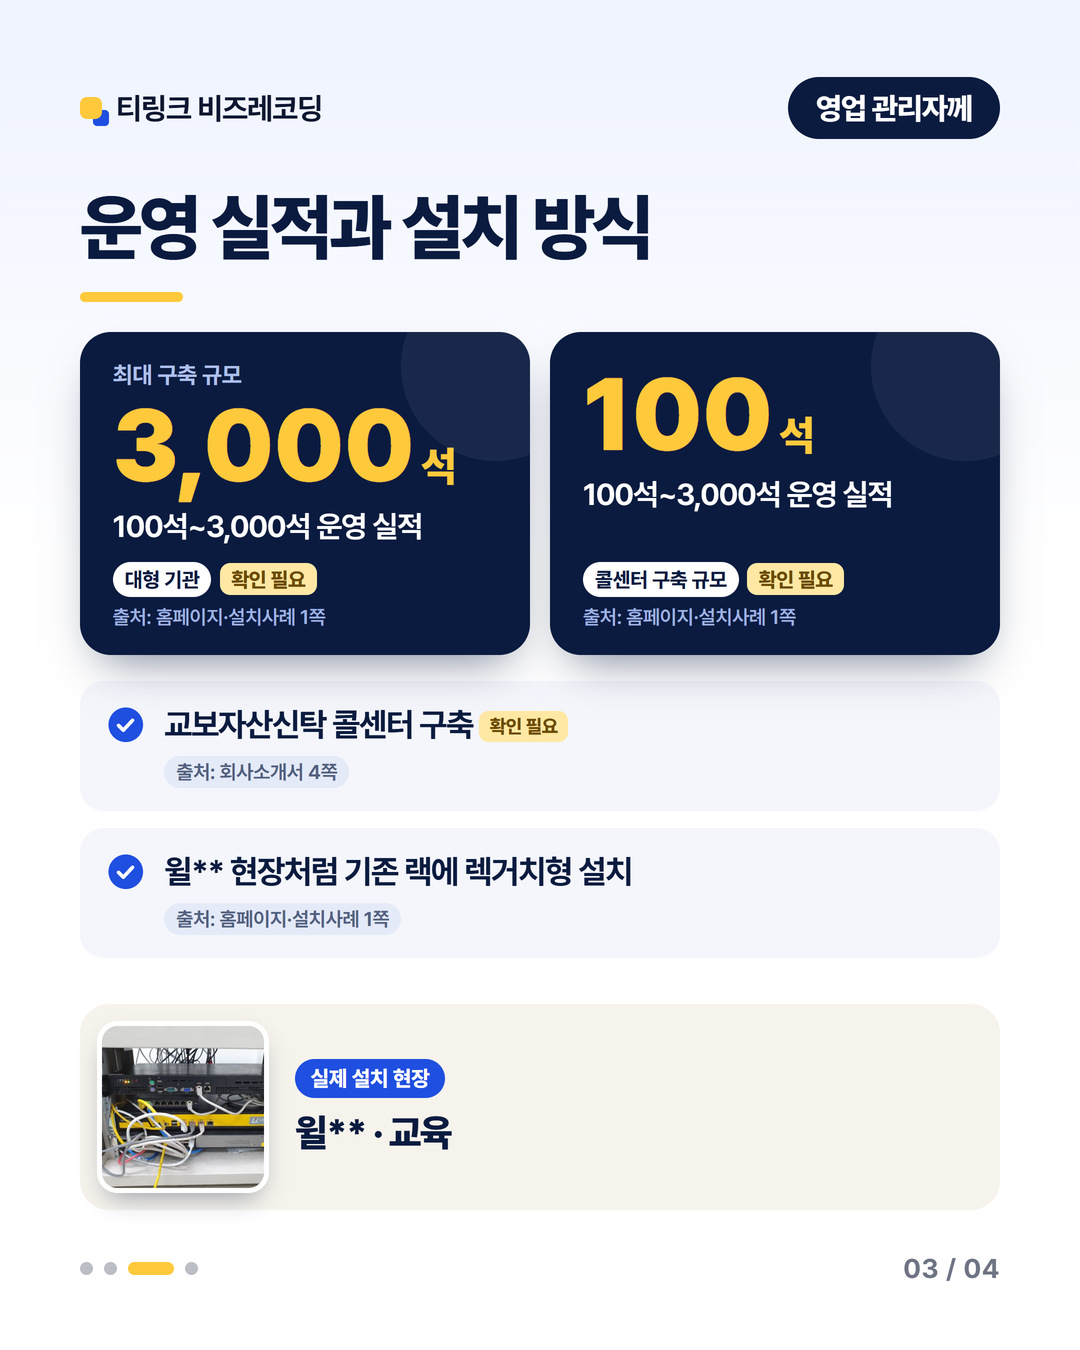 티링크 비즈레코딩
영업 관리자께
운영 실적과 설치 방식
최대 구축 규모
3,000석
100석~3,000석 운영 실적
대형 기관 확인 필요
출처: 홈페이지·설치사례 1쪽
100석
100석~3,000석 운영 실적
콜센터 구축 규모 확인 필요
출처: 홈페이지·설치사례 1쪽
교보자산신탁 콜센터 구축 확인 필요
출처: 회사소개서 4쪽
윌** 현장처럼 기존 랙에 렉거치형 설치
출처: 홈페이지·설치사례 1쪽
실제 설치 현장
윌** · 교육
03 / 04